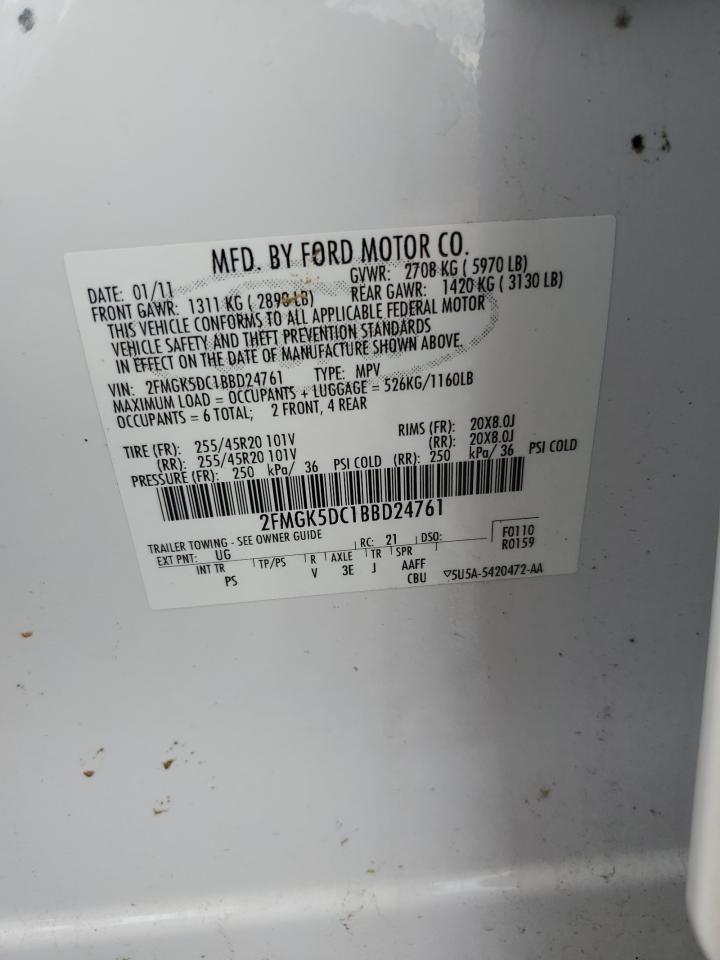 MFD. BY FORD MOTOR CO.
DATE: 01/11 GVWR: 2708 KG ( 5970 LB)
FRONT GAWR: 1311 KG ( 2890 LB) REAR GAWR: 1420 KG ( 3130 LB)
THIS VEHICLE CONFORMS TO ALL APPLICABLE FEDERAL MOTOR
VEHICLE SAFETY AND THEFT PREVENTION STANDARDS
IN EFFECT ON THE DATE OF MANUFACTURE SHOWN ABOVE.
VIN: 2FMGK5DC1BBD24761 TYPE: MPV
MAXIMUM LOAD = OCCUPANTS + LUGGAGE = 526KG/1160LB
OCCUPANTS = 6 TOTAL; 2 FRONT, 4 REAR
TIRE (FR): 255/45R20 101V RIMS (FR): 20X8.0J
(RR): 255/45R20 101V (RR): 20X8.0J
PRESSURE (FR): 250 kPa/ 36 PSI COLD (RR): 250 kPa/ 36 PSI COLD
2FMGK5DC1BBD24761
TRAILER TOWING - SEE OWNER GUIDE
EXT PNT: UG RC: 21 DSO: F0110
R0159
INT TR TP/PS R AXLE TR SPR
PS V 3E J AAFF
CBU 5U5A-5420472-AA